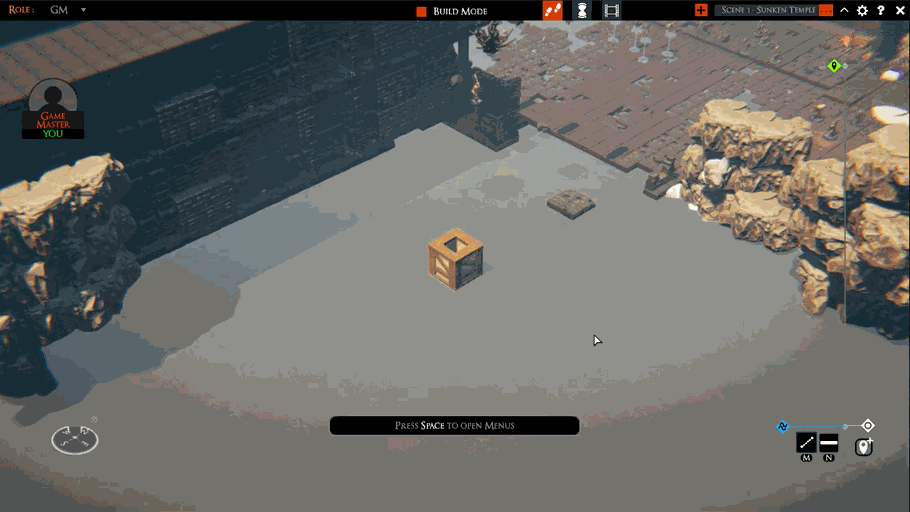 Role: GM
Build Mode
Scene 1 - Sunken Temple ...
Game
Master
YOU
Press Space to open Menus
M N